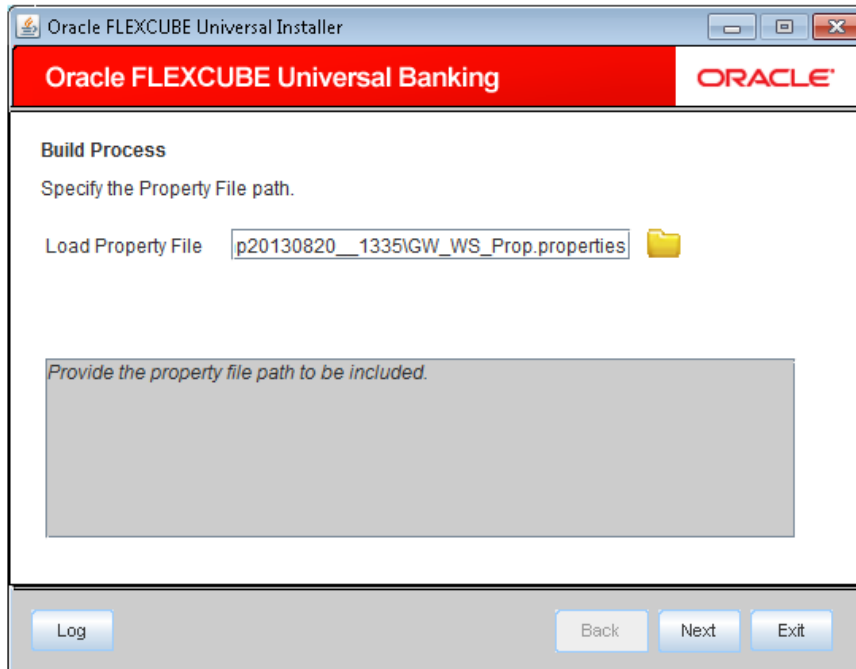 Oracle FLEXCUBE Universal Installer
Oracle FLEXCUBE Universal Banking ORACLE®
Build Process
Specify the Property File path.
Load Property File p20130820__1335\GW_WS_Prop.properties
Provide the property file path to be included.
Log Back Next Exit